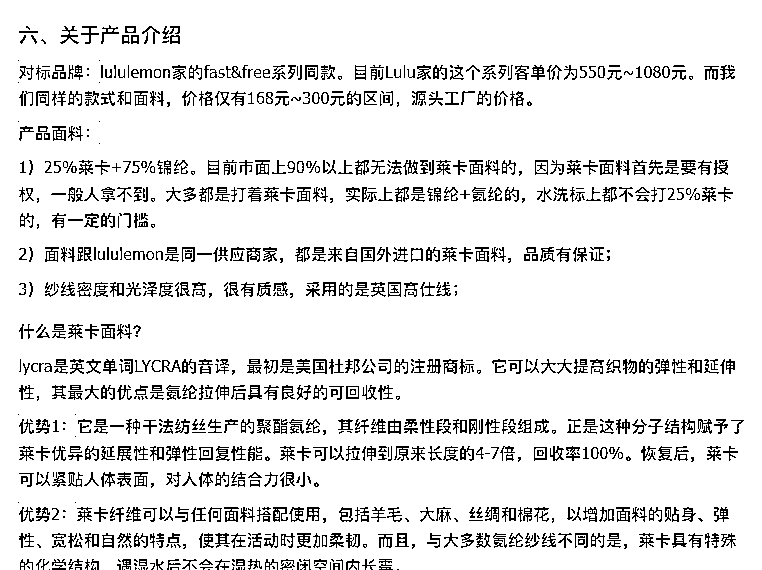 六、关于产品介绍
对标品牌：lululemon家的fast&free系列同款。目前Lulu家的这个系列客单价为550元~1080元。而我
们同样的款式和面料，价格仅有168元~300元的区间，源头工厂的价格。
产品面料：
1）25%莱卡+75%锦纶。目前市面上90%以上都无法做到莱卡面料的，因为莱卡面料首先是要有授
权，一般人拿不到。大多都是打着莱卡面料，实际上都是锦纶+氨纶的，水洗标上都不会打25%莱卡
的，有一定的门槛。
2）面料跟lululemon是同一供应商家，都是来自国外进口的莱卡面料，品质有保证；
3）纱线密度和光泽度很高，很有质感，采用的是英国高仕线；
什么是莱卡面料？
lycra是英文单词LYCRA的音译，最初是美国杜邦公司的注册商标。它可以大大提高织物的弹性和延伸
性，其最大的优点是氨纶拉伸后具有良好的可回收性。
优势1：它是一种干法纺丝生产的聚酯氨纶，其纤维由柔性段和刚性段组成。正是这种分子结构赋予了
莱卡优异的延展性和弹性回复性能。莱卡可以拉伸到原来长度的4-7倍，回收率100%。恢复后，莱卡
可以紧贴人体表面，对人体的结合力很小。
优势2：莱卡纤维可以与任何面料搭配使用，包括羊毛、大麻、丝绸和棉花，以增加面料的贴身、弹
性、宽松和自然的特点，使其在活动时更加柔韧。而且，与大多数氨纶纱线不同的是，莱卡具有特殊
的化学结构，遇湿水后不会在湿热的密闭空间内长霉。